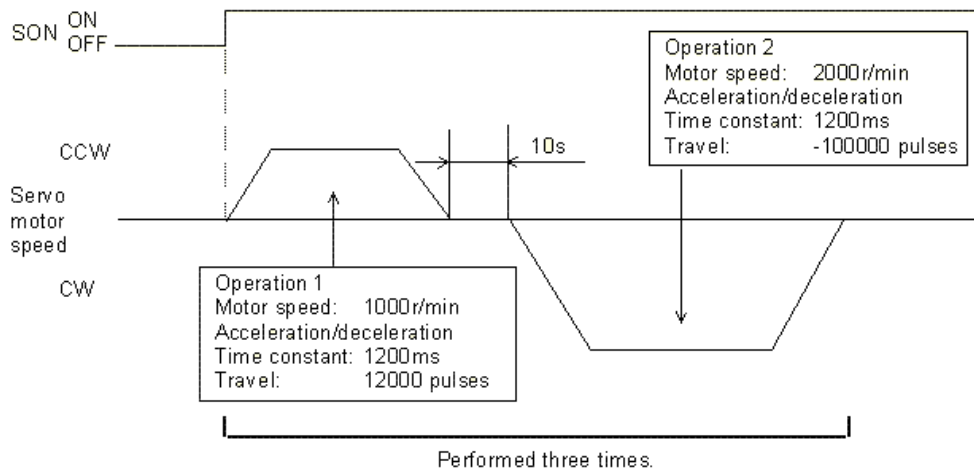 SON ON
OFF
Operation 2
Motor speed: 2000r/min
Acceleration/deceleration
Time constant: 1200ms
Travel: -100000 pulses
CCW
10s
Servo
motor
speed
CW
Operation 1
Motor speed: 1000r/min
Acceleration/deceleration
Time constant: 1200ms
Travel: 12000 pulses
Performed three times.